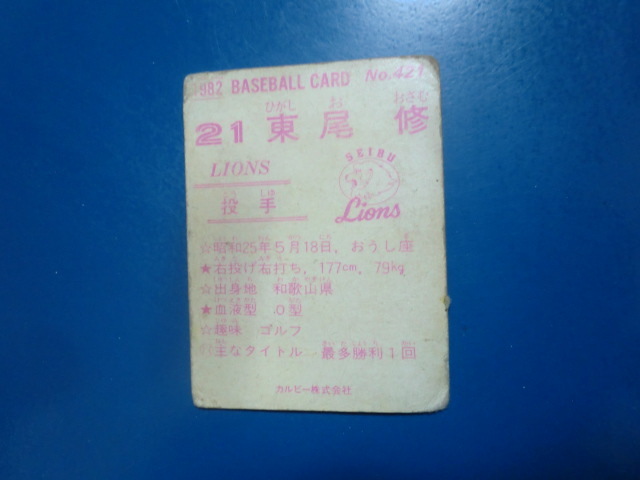 982 BASEBALL CARD No.421
ひがし お おさむ
21 東尾 修
LIONS
SEIBU
Lions
とう しゅ
投手
☆昭和25年5月18日, おうし座
★右投げ右打ち, 177cm, 79kg
☆出身地 和歌山県
★血液型 O型
☆趣味 ゴルフ
☆主なタイトル 最多勝利1回
カルビー株式会社